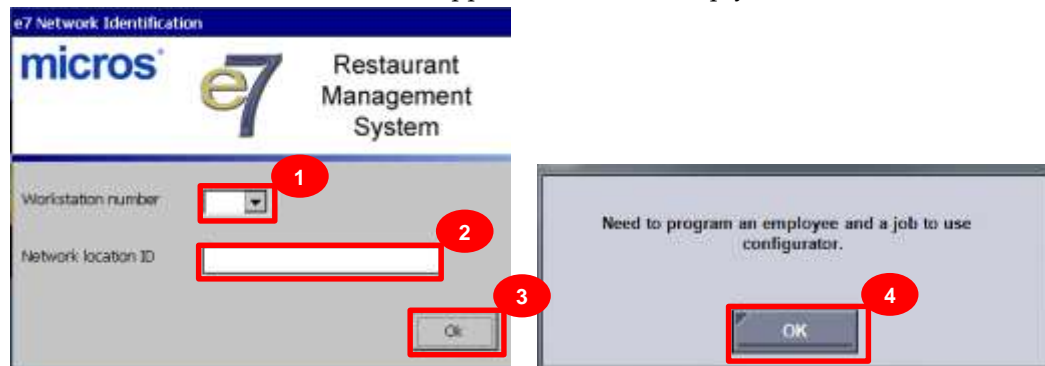 e7 Network Identification
micros
e7
Restaurant
Management
System
1
Workstation number
2
Network location ID
3
Ok
Need to program an employee and a job to use
configurator.
4
OK